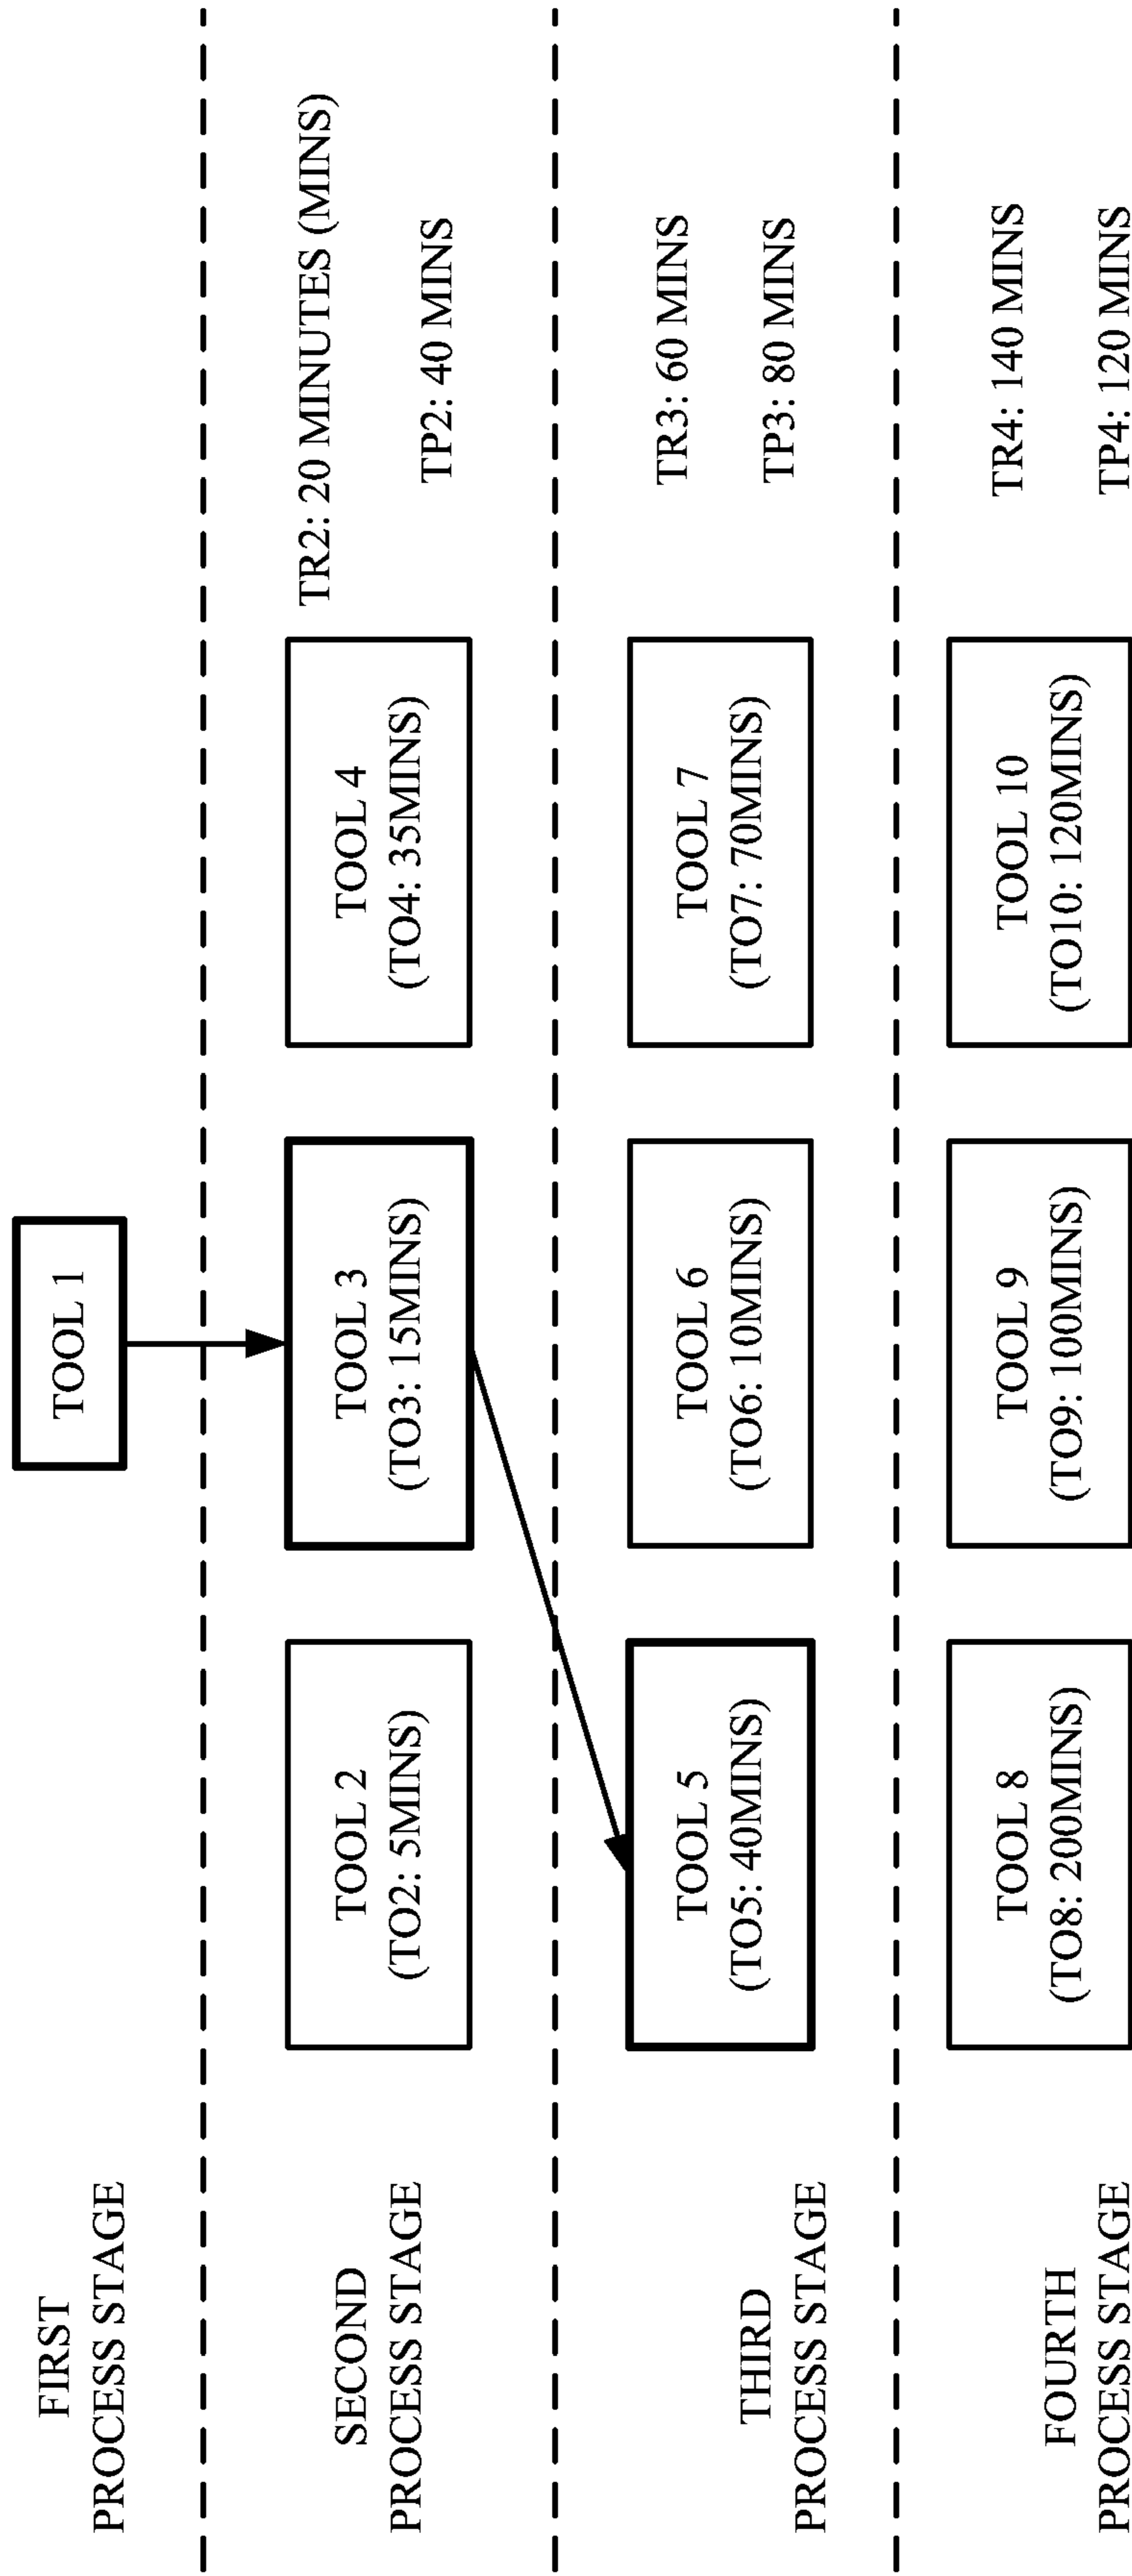 FIRST
PROCESS STAGE
TOOL 1
SECOND
PROCESS STAGE
TOOL 2
(TO2: 5MINS)
TOOL 3
(TO3: 15MINS)
TOOL 4
(TO4: 35MINS)
TR2: 20 MINUTES (MINS)
TP2: 40 MINS
THIRD
PROCESS STAGE
TOOL 5
(TO5: 40MINS)
TOOL 6
(TO6: 10MINS)
TOOL 7
(TO7: 70MINS)
TR3: 60 MINS
TP3: 80 MINS
FOURTH
PROCESS STAGE
TOOL 8
(TO8: 200MINS)
TOOL 9
(TO9: 100MINS)
TOOL 10
(TO10: 120MINS)
TR4: 140 MINS
TP4: 120 MINS